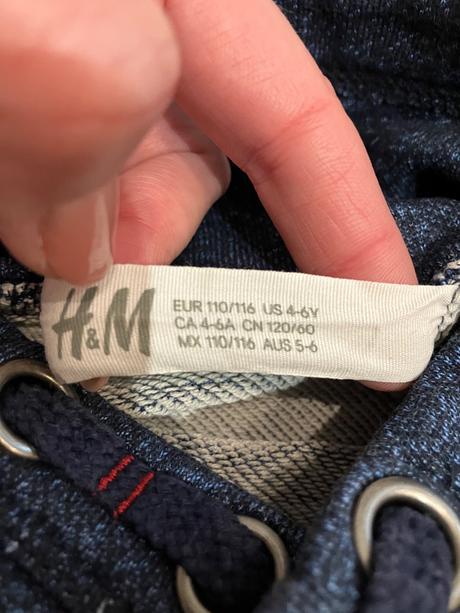 H&M
EUR 110/116 US 4-6Y
CA 4-6A CN 120/60
MX 110/116 AUS 5-6